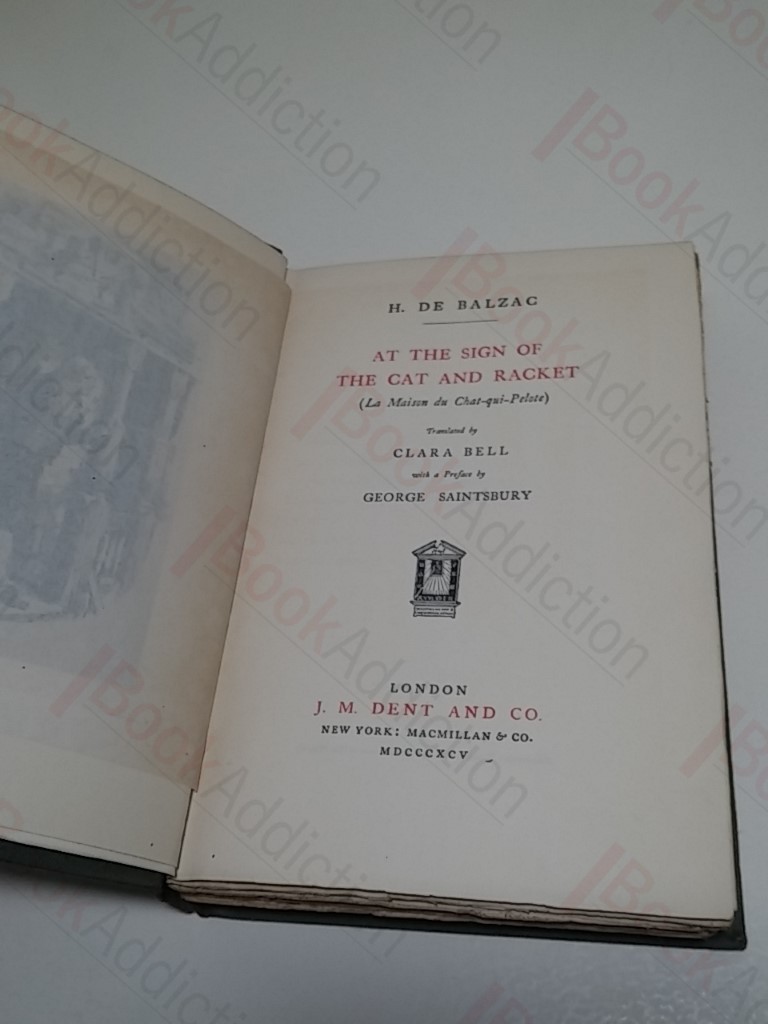 H. DE BALZAC
AT THE SIGN OF
THE CAT AND RACKET
(La Maison du Chat-qui-Pelote)
Translated by
CLARA BELL
with a Preface by
GEORGE SAINTSBURY
LONDON
J. M. DENT AND CO.
NEW YORK: MACMILLAN & CO.
MDCCCXCV
BookAddiction